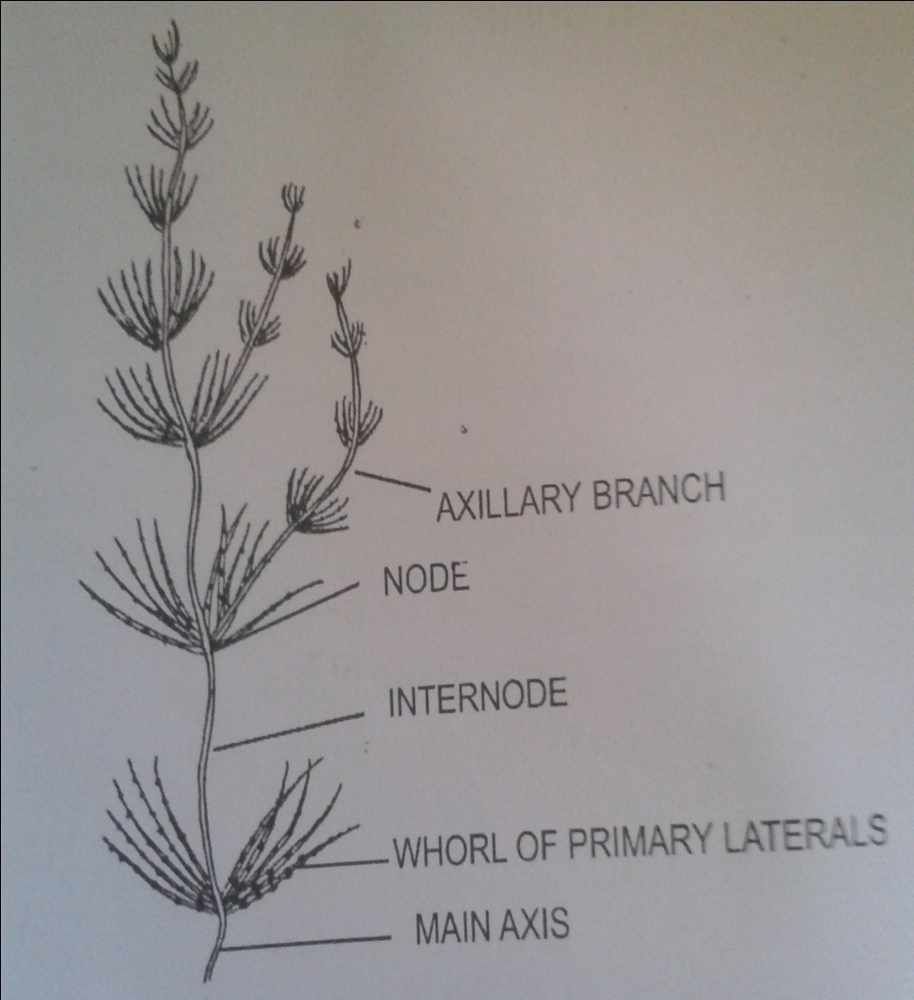 AXILLARY BRANCH
NODE
INTERNODE
WHORL OF PRIMARY LATERALS
MAIN AXIS